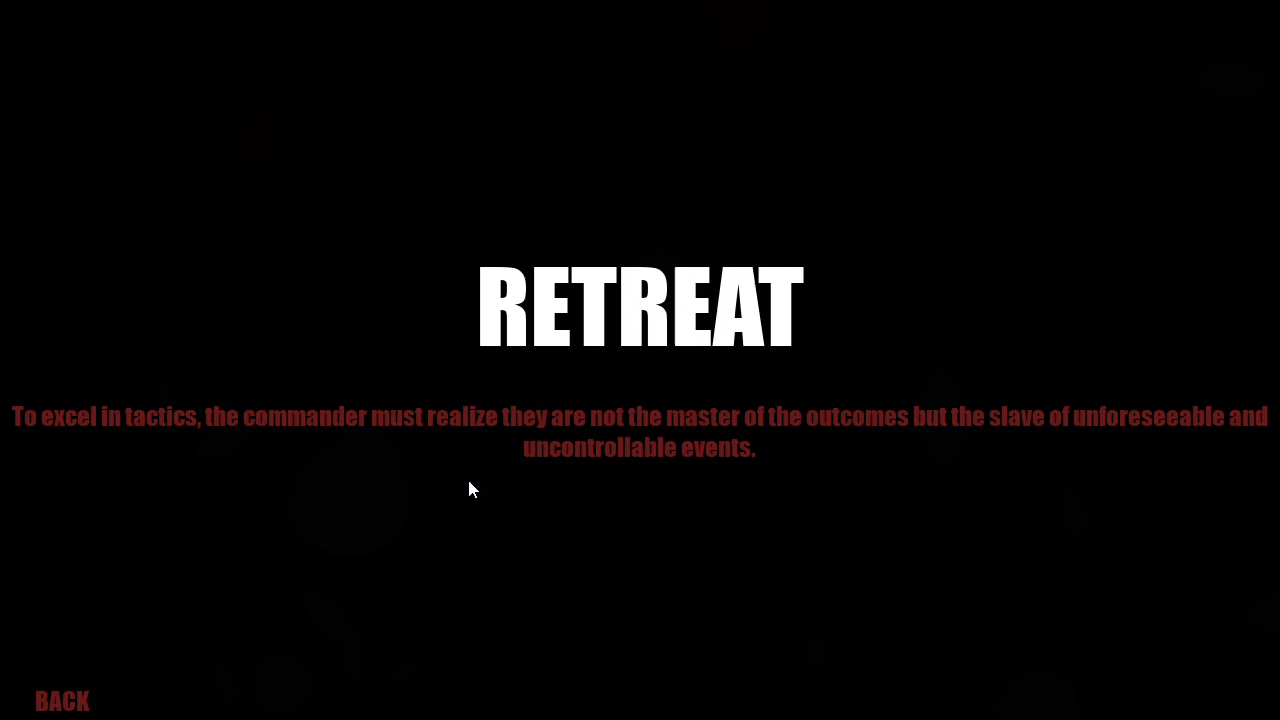 RETREAT
To excel in tactics, the commander must realize they are not the master of the outcomes but the slave of unforeseeable and
uncontrollable events.
BACK